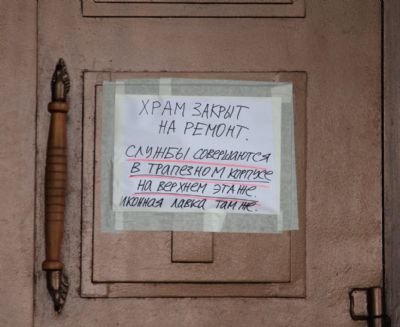 ХРАМ ЗАКРЫТ
НА РЕМОНТ.
СЛУЖБЫ СОВЕРШАЮТСЯ
В ТРАПЕЗНОМ КОРПУСЕ
НА ВЕРХНЕМ ЭТАЖЕ
ИКОННАЯ ЛАВКА ТАМ ЖЕ.